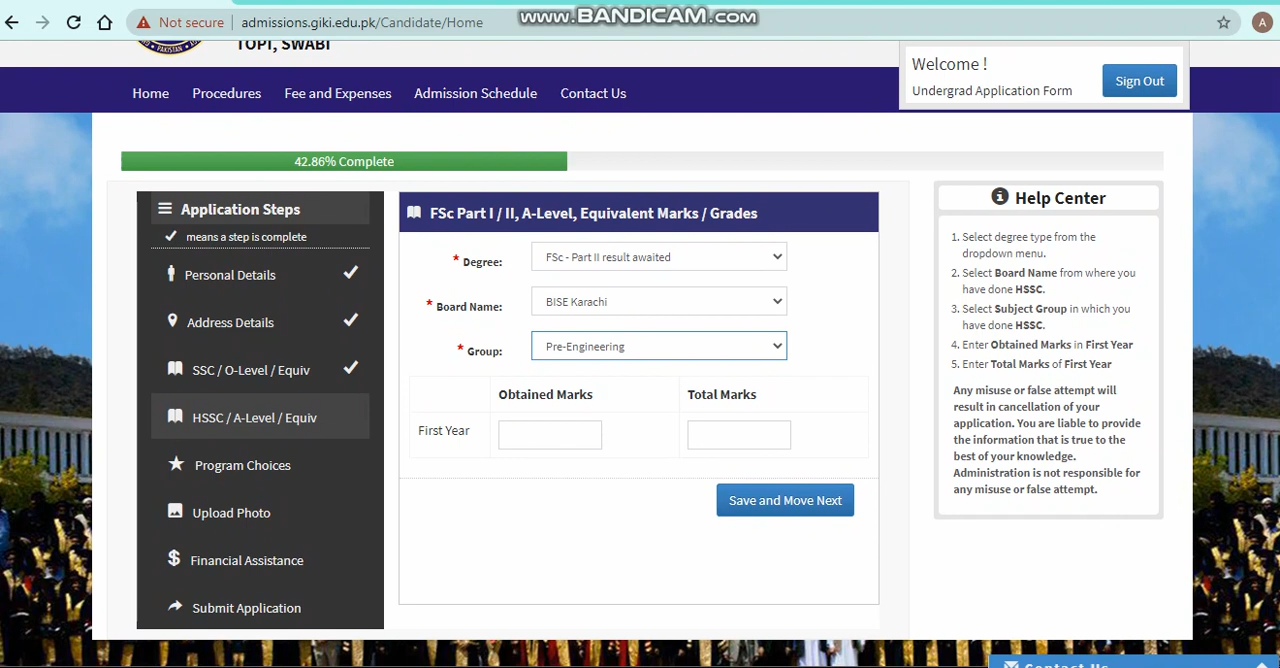 Not secure
admissions.giki.edu.pk/Candidate/Home
www.BANDICAM.com
A
PAKISTAN
TOPI, SWABI
Welcome !
Undergrad Application Form
Sign Out
Home
Procedures
Fee and Expenses
Admission Schedule
Contact Us
42.86% Complete
Application Steps
means a step is complete
Personal Details
Address Details
SSC / O-Level / Equiv
HSSC / A-Level / Equiv
Program Choices
Upload Photo
Financial Assistance
Submit Application
FSc Part I / II, A-Level, Equivalent Marks / Grades
* Degree:
FSc - Part II result awaited
* Board Name:
BISE Karachi
* Group:
Pre-Engineering
Obtained Marks
Total Marks
First Year
Save and Move Next
Help Center
1. Select degree type from the
dropdown menu.
2. Select Board Name from where you
have done HSSC.
3. Select Subject Group in which you
have done HSSC.
4. Enter Obtained Marks in First Year
5. Enter Total Marks of First Year
Any misuse or false attempt will
result in cancellation of your
application. You are liable to provide
the information that is true to the
best of your knowledge.
Administration is not responsible for
any misuse or false attempt.
Contact Us